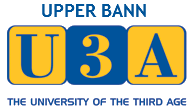 UPPER BANN
U3A
THE UNIVERSITY OF THE THIRD AGE